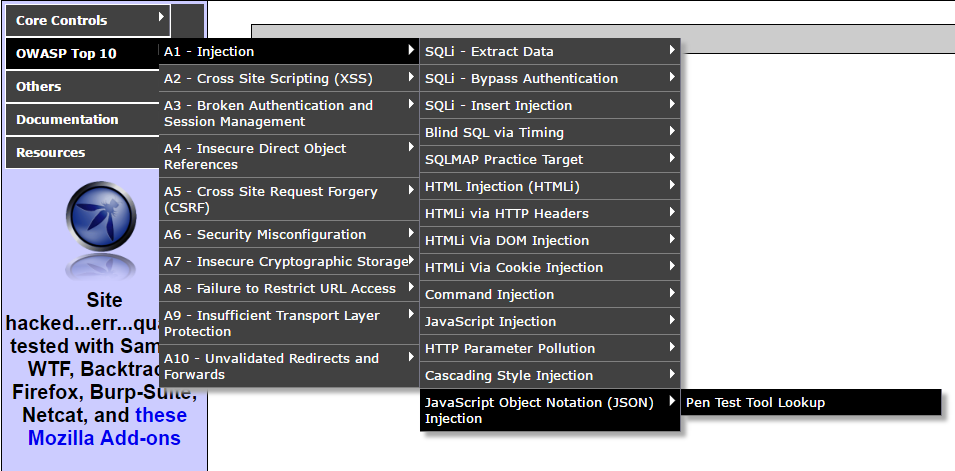 Core Controls
OWASP Top 10
Others
Documentation
Resources
A1 - Injection
A2 - Cross Site Scripting (XSS)
A3 - Broken Authentication and
Session Management
A4 - Insecure Direct Object
References
A5 - Cross Site Request Forgery
(CSRF)
A6 - Security Misconfiguration
A7 - Insecure Cryptographic Storage
A8 - Failure to Restrict URL Access
A9 - Insufficient Transport Layer
Protection
A10 - Unvalidated Redirects and
Forwards
SQLi - Extract Data
SQLi - Bypass Authentication
SQLi - Insert Injection
Blind SQL via Timing
SQLMAP Practice Target
HTML Injection (HTMLi)
HTMLi via HTTP Headers
HTMLi Via DOM Injection
HTMLi Via Cookie Injection
Command Injection
JavaScript Injection
HTTP Parameter Pollution
Cascading Style Injection
JavaScript Object Notation (JSON)
Injection
Pen Test Tool Lookup
Site
hacked...err...qu
tested with Sam
WTF, Backtrac
Firefox, Burp-Suite,
Netcat, and these
Mozilla Add-ons